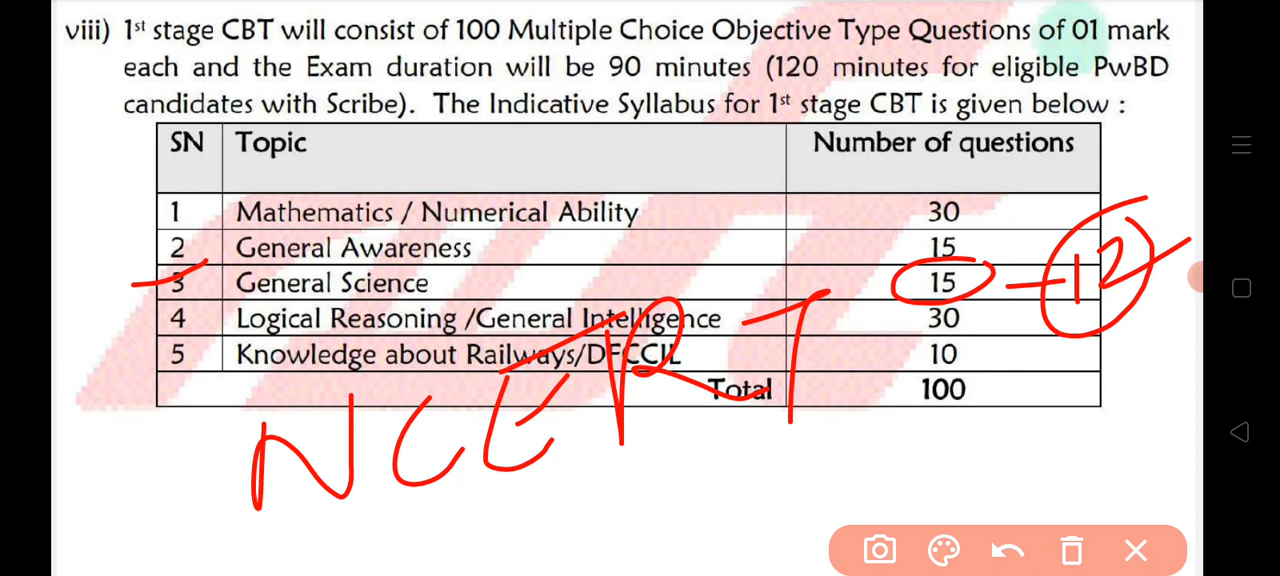 viii) 1st stage CBT will consist of 100 Multiple Choice Objective Type Questions of 01 mark
each and the Exam duration will be 90 minutes (120 minutes for eligible PwBD
candidates with Scribe). The Indicative Syllabus for 1st stage CBT is given below :
SN Topic Number of questions
1 Mathematics / Numerical Ability 30
2 General Awareness 15
3 General Science 15 12
4 Logical Reasoning /General Intelligence 30
5 Knowledge about Railways/DFCCIL 10
Total 100
NCERT